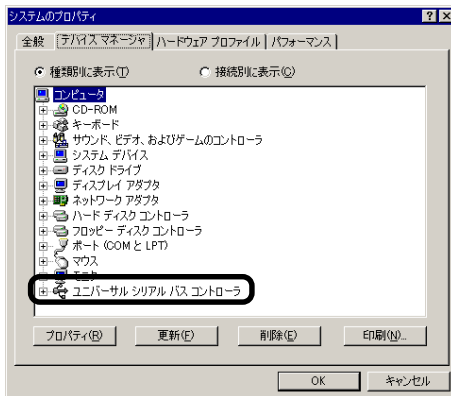 システムのプロパティ
全般 デバイス マネージャ ハードウェア プロファイル パフォーマンス
種類別に表示(T) 接続別に表示(C)
コンピュータ
CD-ROM
キーボード
サウンド、ビデオ、およびゲームのコントローラ
システム デバイス
ディスク ドライブ
ディスプレイ アダプタ
ネットワーク アダプタ
ハード ディスク コントローラ
フロッピー ディスク コントローラ
ポート (COM と LPT)
マウス
モニタ
ユニバーサル シリアル バス コントローラ
プロパティ(R) 更新(F) 削除(E) 印刷(N)...
OK キャンセル